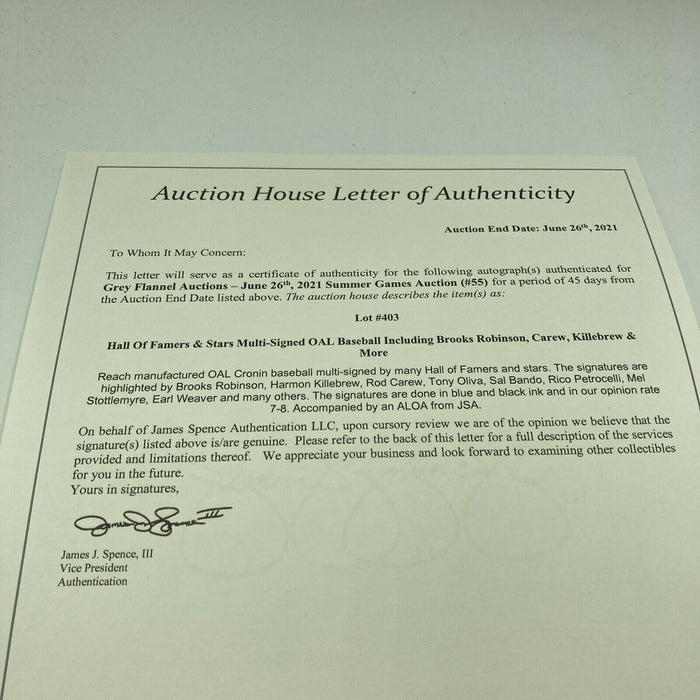 Auction House Letter of Authenticity
Auction End Date: June 26th, 2021
To Whom It May Concern:
This letter will serve as a certificate of authenticity for the following autograph(s) authenticated for
Grey Flannel Auctions – June 26th, 2021 Summer Games Auction (#55) for a period of 45 days from
the Auction End Date listed above. The auction house describes the item(s) as:
Lot #403
Hall Of Famers & Stars Multi-Signed OAL Baseball Including Brooks Robinson, Carew, Killebrew &
More
Reach manufactured OAL Cronin baseball multi-signed by many Hall of Famers and stars. The signatures are
highlighted by Brooks Robinson, Harmon Killebrew, Rod Carew, Tony Oliva, Sal Bando, Rico Petrocelli, Mel
Stottlemyre, Earl Weaver and many others. The signatures are done in blue and black ink and in our opinion rate
7-8. Accompanied by an ALOA from JSA.
On behalf of James Spence Authentication LLC, upon cursory review we are of the opinion we believe that the
signature(s) listed above is/are genuine. Please refer to the back of this letter for a full description of the services
provided and limitations thereof. We appreciate your business and look forward to examining other collectibles
for you in the future.
Yours in signatures,
James J. Spence III
James J. Spence, III
Vice President
Authentication